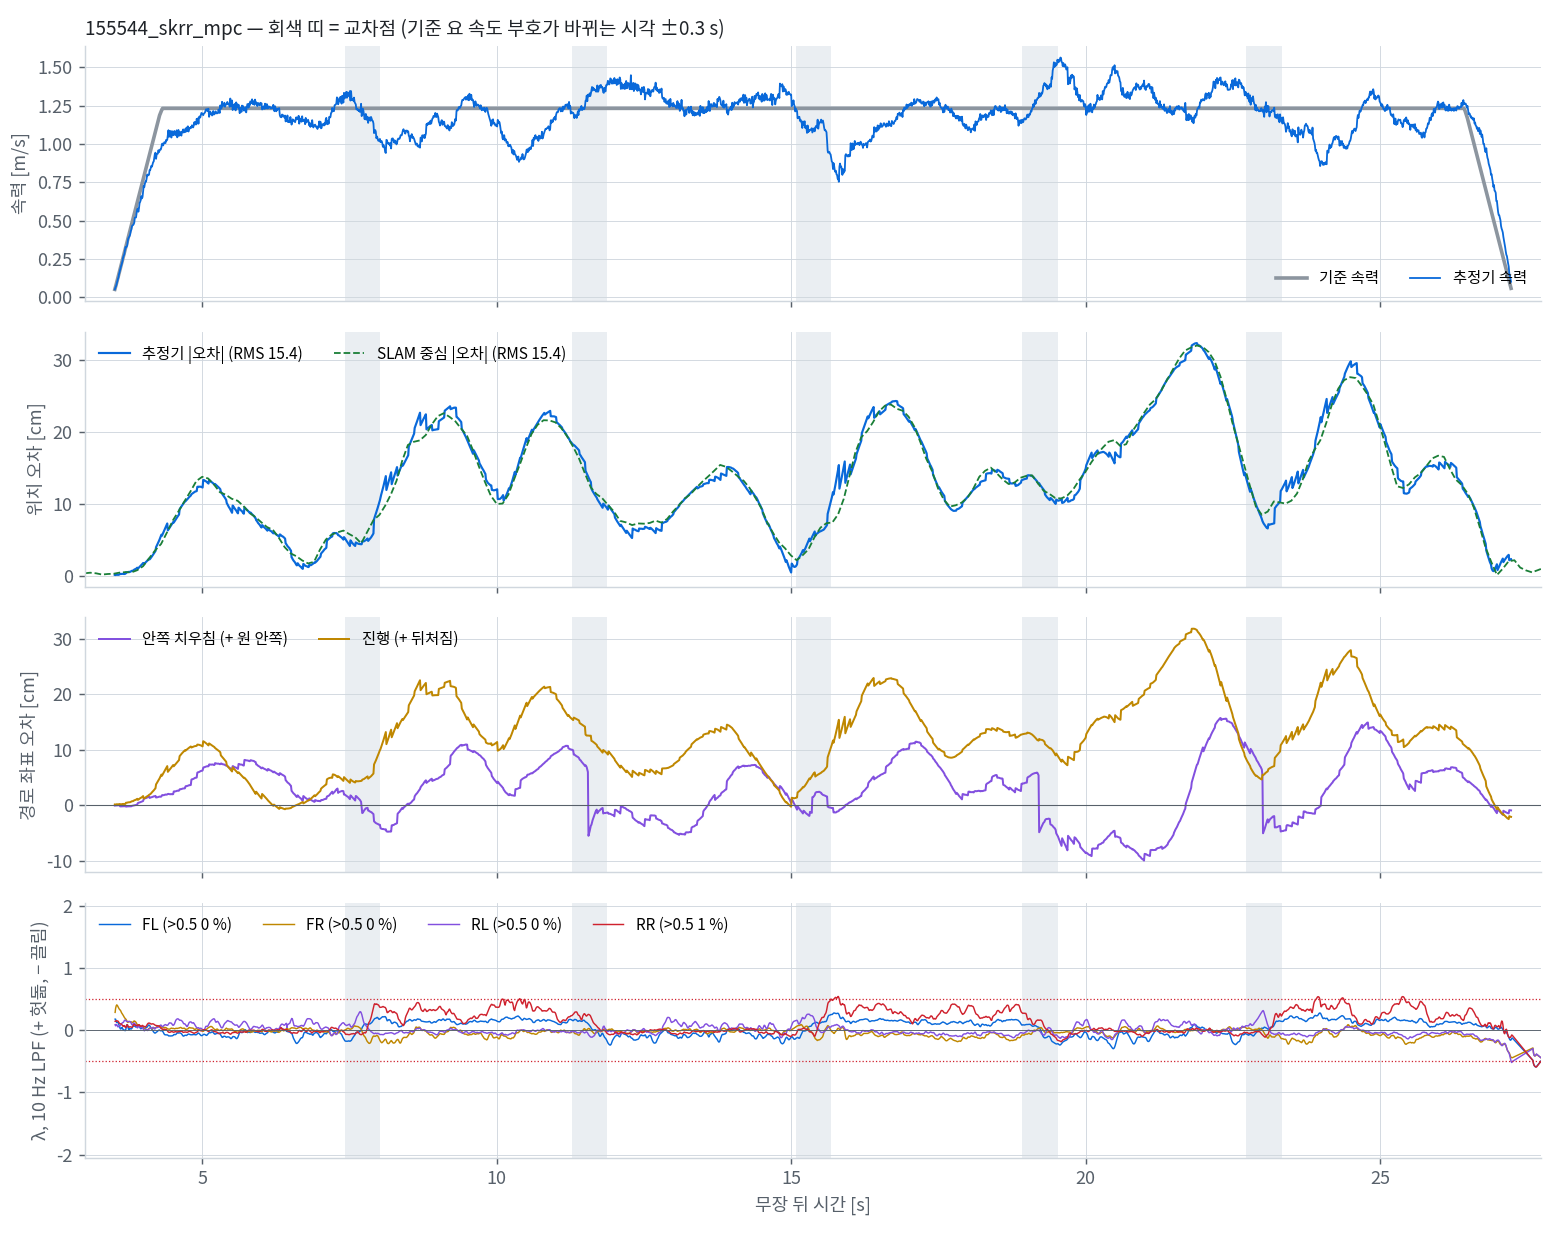 155544_skrr_mpc — 회색 띠 = 교차점 (기준 요 속도 부호가 바뀌는 시각 ±0.3 s)
속력 [m/s]
1.50
1.25
1.00
0.75
0.50
0.25
0.00
기준 속력
추정기 속력
위치 오차 [cm]
30
20
10
0
추정기 |오차| (RMS 15.4)
SLAM 중심 |오차| (RMS 15.4)
경로 좌표 오차 [cm]
30
20
10
0
-10
안쪽 치우침 (+ 원 안쪽)
진행 (+ 뒤처짐)
λ, 10 Hz LPF (+ 헛돎, − 끌림)
2
1
0
-1
-2
FL (>0.5 0 %)
FR (>0.5 0 %)
RL (>0.5 0 %)
RR (>0.5 1 %)
5
10
15
20
25
무장 뒤 시간 [s]